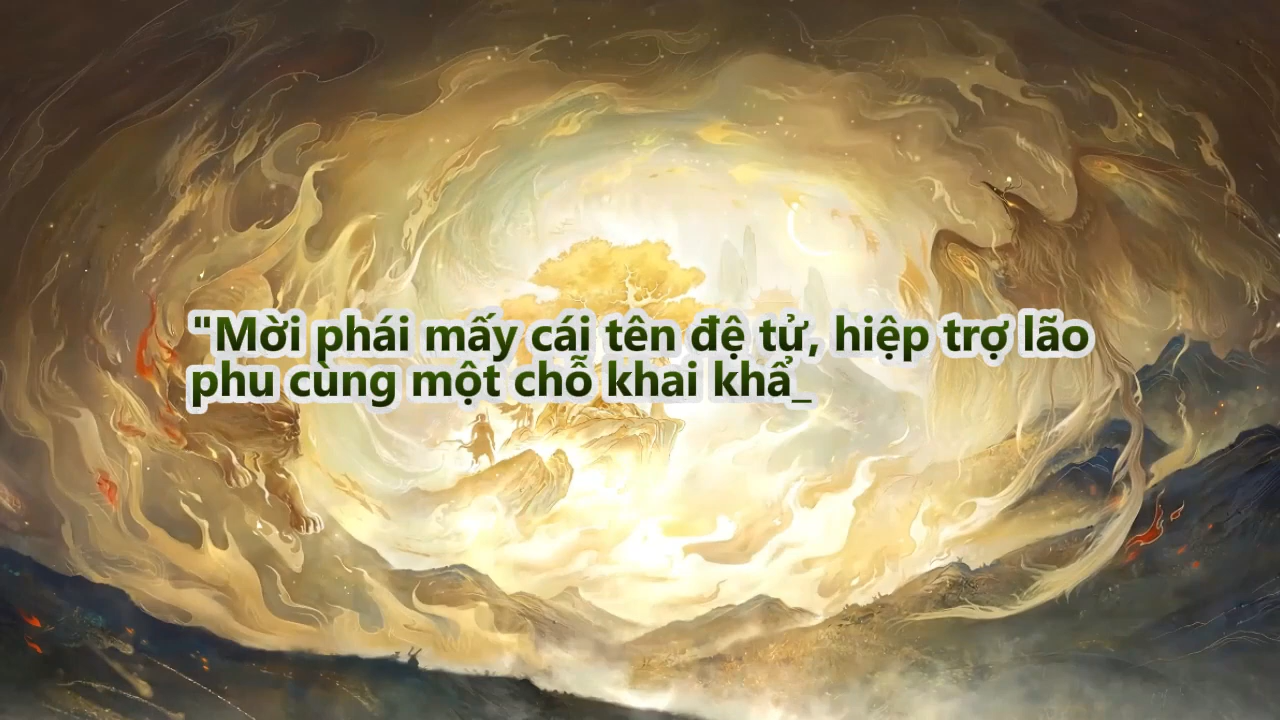 "Mời phái mấy cái tên đệ tử, hiệp trợ lão
phu cùng một chỗ khai khẩ_